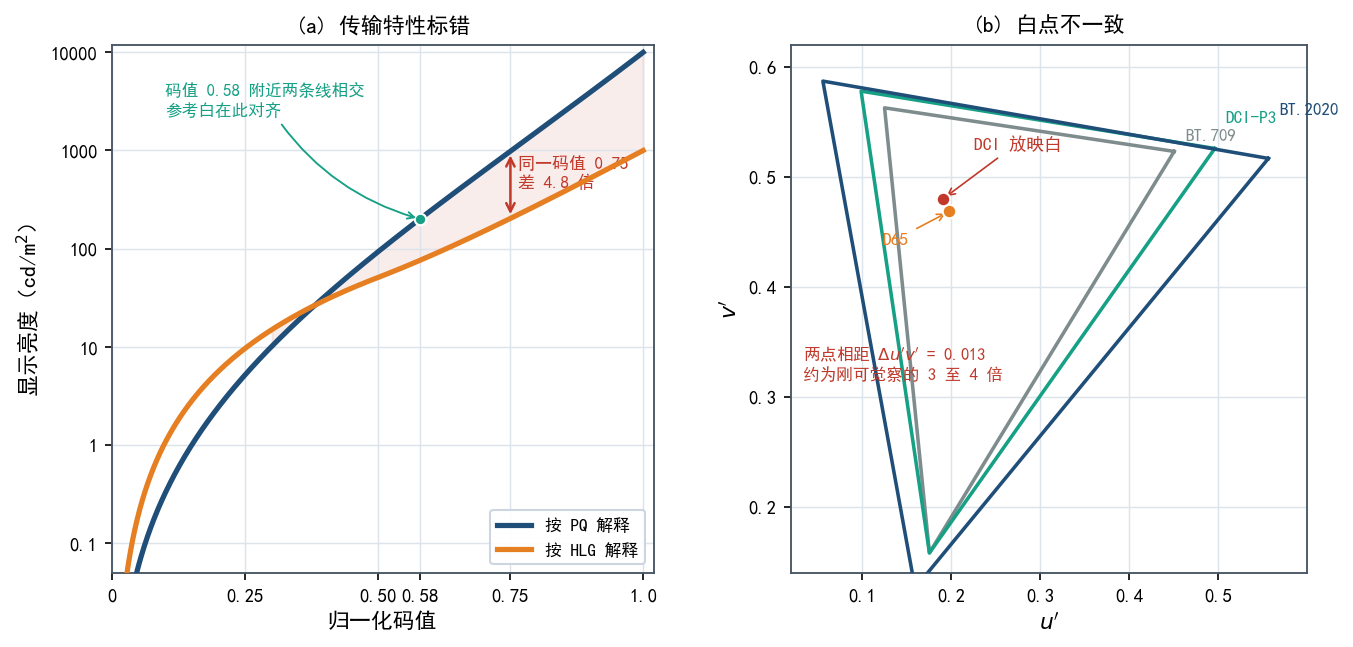 (a) 传输特性标错
10000
1000
100
10
1
0.1
显示亮度 (cd/m²)
码值 0.58 附近两条线相交
参考白在此对齐
同一码值 0.75
差 4.8 倍
按 PQ 解释
按 HLG 解释
0
0.25
0.50
0.58
0.75
1.0
归一化码值
(b) 白点不一致
0.6
0.5
0.4
0.3
0.2
v′
BT.2020
DCI-P3
BT.709
DCI 放映白
D65
两点相距 Δu′v′ = 0.013
约为刚可觉察的 3 至 4 倍
0.1
0.2
0.3
0.4
0.5
u′